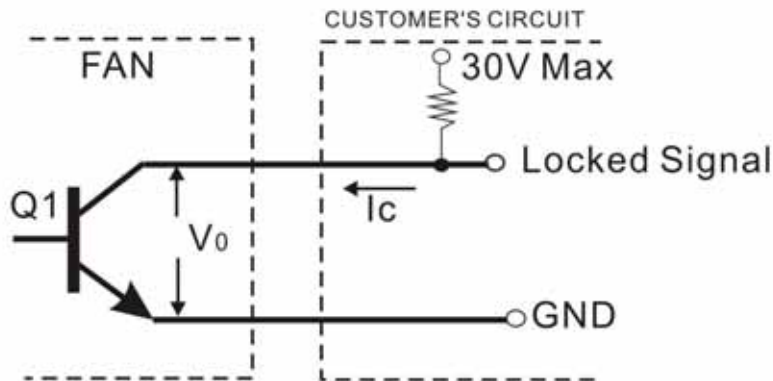 CUSTOMER'S CIRCUIT
FAN
30V Max
Locked Signal
Q1
Ic
V0
GND